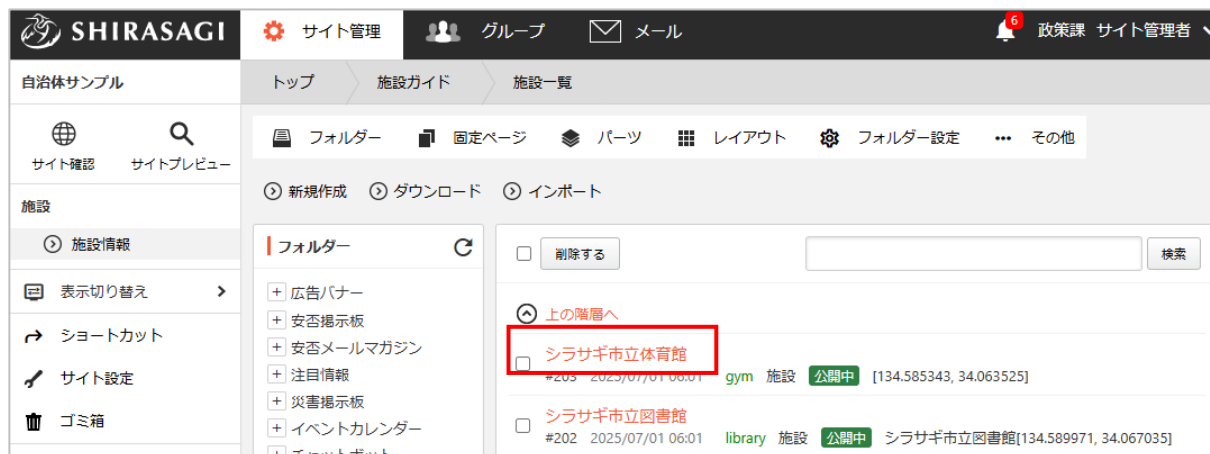 SHIRASAGI サイト管理 グループ メール 6 政策課 サイト管理者
自治体サンプル トップ 施設ガイド 施設一覧
サイト確認 サイトプレビュー
フォルダー 固定ページ パーツ レイアウト フォルダー設定 ••• その他
新規作成 ダウンロード インポート
施設
施設情報
表示切り替え
ショートカット
サイト設定
ゴミ箱
フォルダー
広告バナー
安否掲示板
安否メールマガジン
注目情報
災害掲示板
イベントカレンダー
チャットボット
削除する 検索
上の階層へ
シラサギ市立体育館
#203 2025/07/01 06:01 gym 施設 公開中 [134.585343, 34.063525]
シラサギ市立図書館
#202 2025/07/01 06:01 library 施設 公開中 シラサギ市立図書館[134.589971, 34.067035]